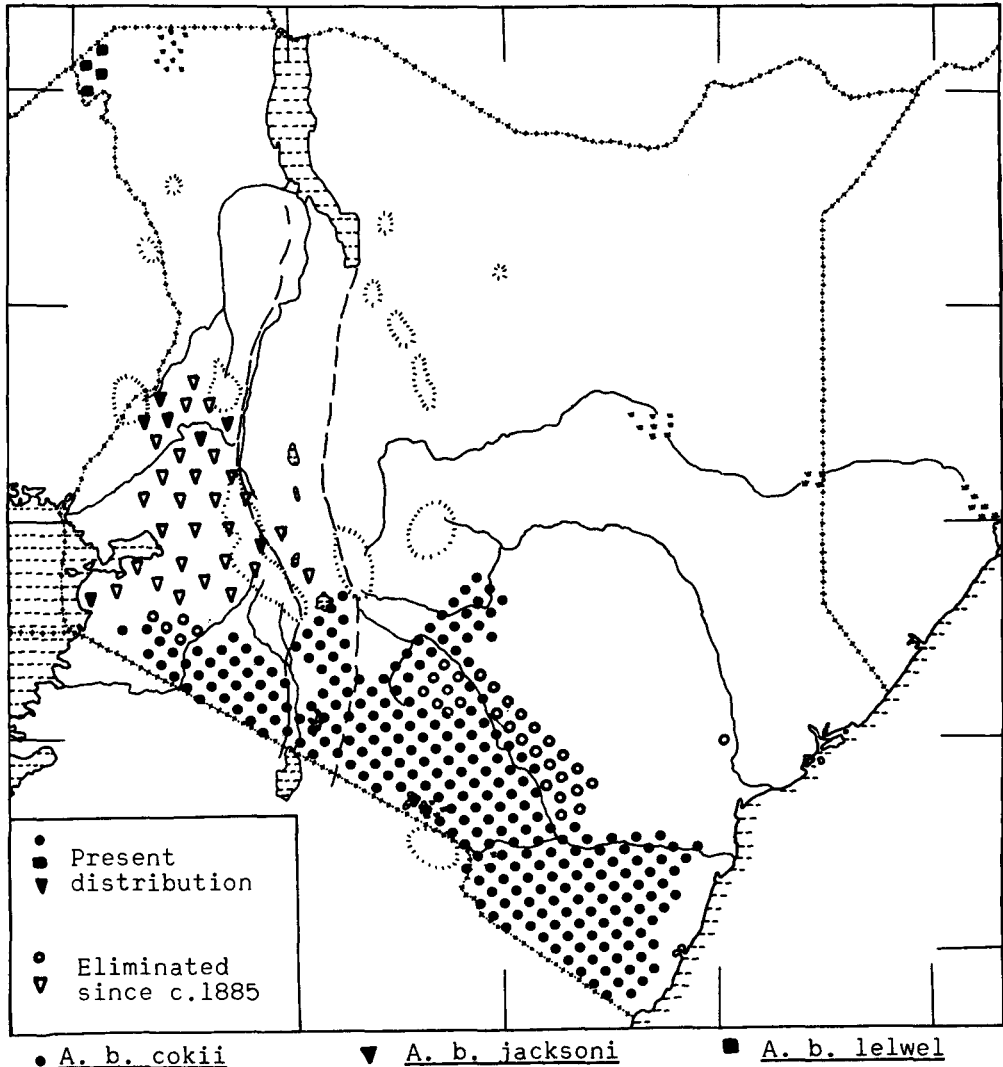 Present
distribution
Eliminated
since c.1885
A. b. cokii
A. b. jacksoni
A. b. lelwel